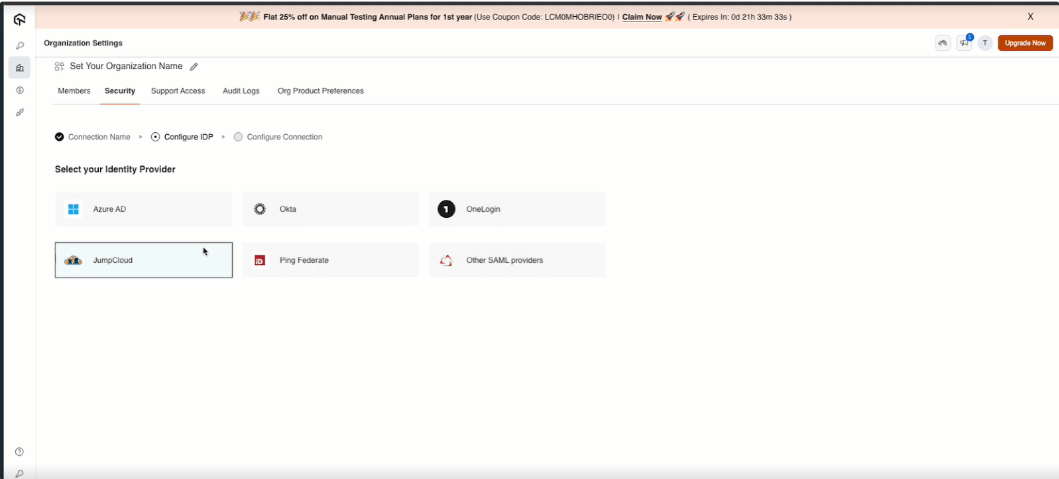 Flat 25% off on Manual Testing Annual Plans for 1st year (Use Coupon Code: LCM0MHOBRIEO0) | Claim Now ( Expires In: 0d 21h 33m 33s )
X
Organization Settings
1
T
Upgrade Now
Set Your Organization Name
Members Security Support Access Audit Logs Org Product Preferences
Connection Name Configure IDP Configure Connection
Select your Identity Provider
Azure AD Okta OneLogin
JumpCloud Ping Federate Other SAML providers